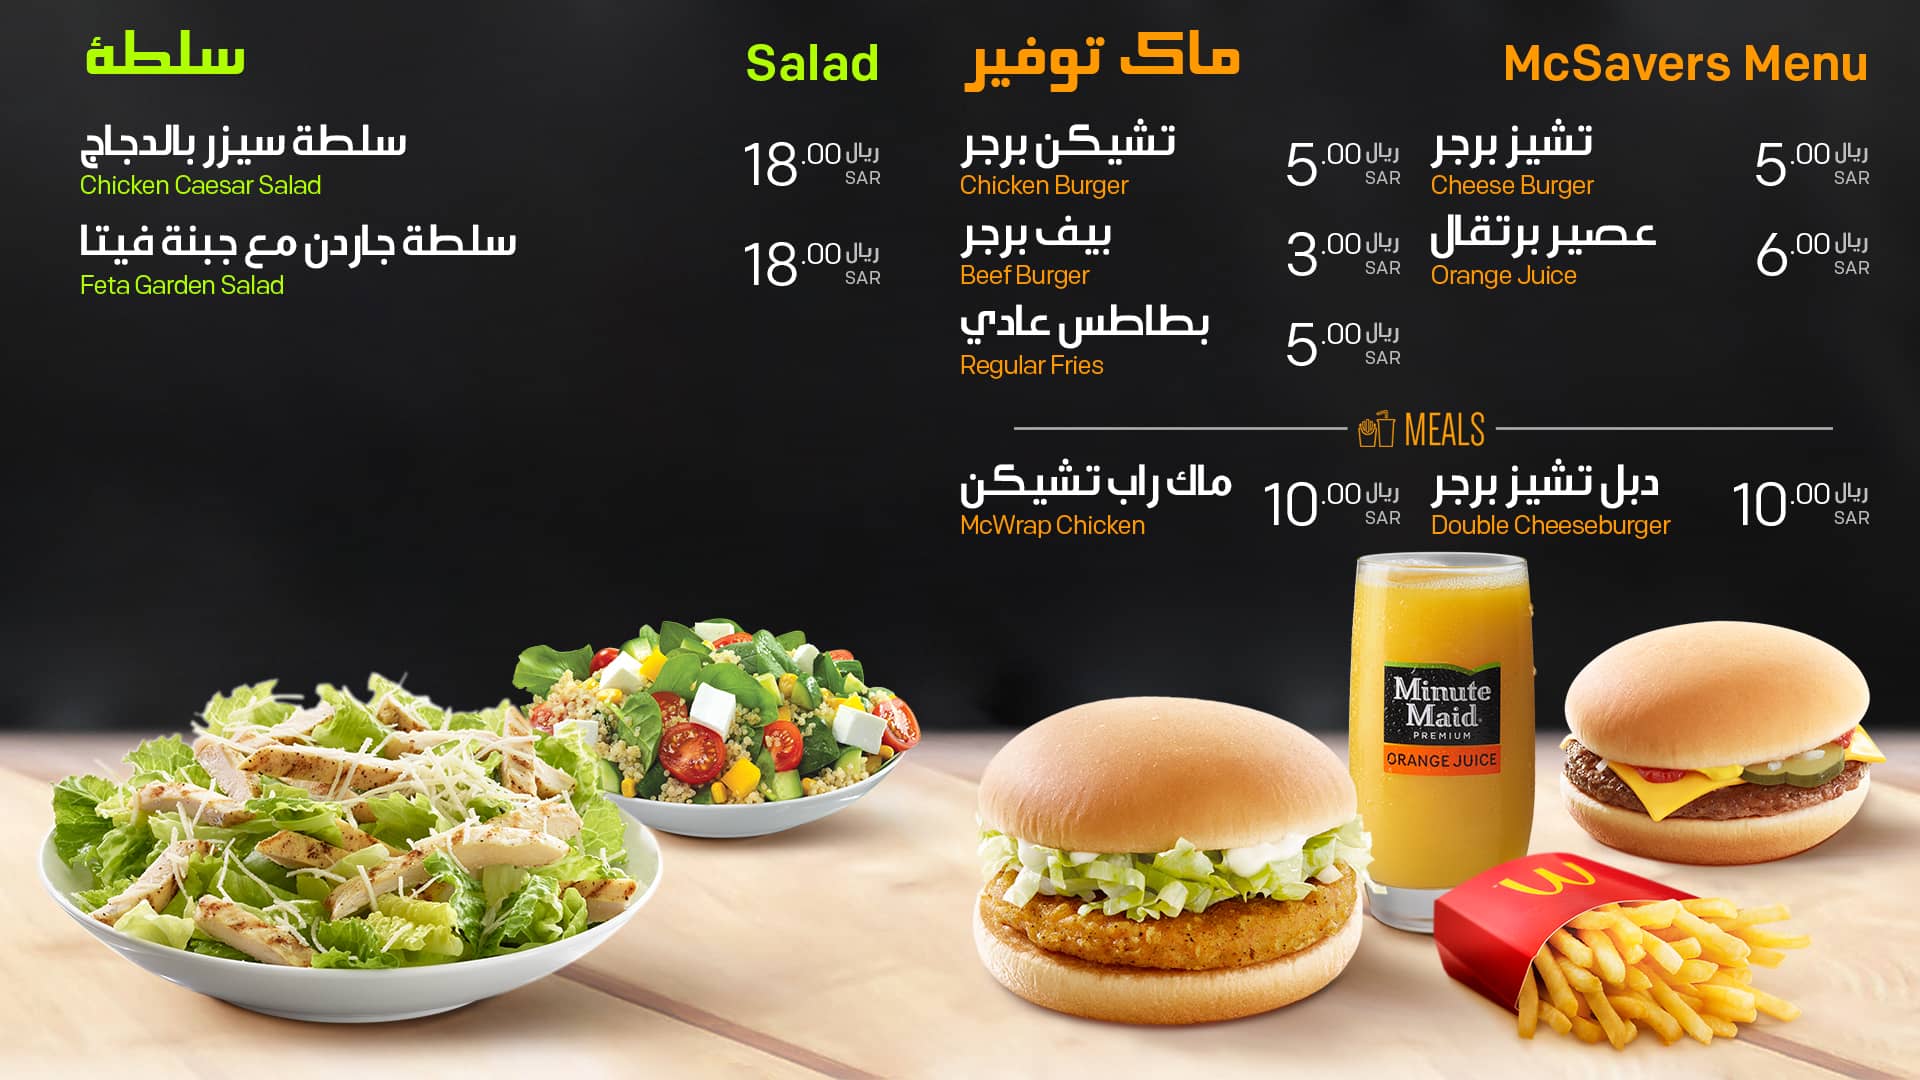 سلطة Salad
سلطة سيزر بالدجاج
Chicken Caesar Salad
18.00 ريال
SAR
سلطة جاردن مع جبنة فيتا
Feta Garden Salad
18.00 ريال
SAR
ماك توفير McSavers Menu
تشيكن برجر
Chicken Burger
5.00 ريال
SAR
تشيز برجر
Cheese Burger
5.00 ريال
SAR
بيف برجر
Beef Burger
3.00 ريال
SAR
عصير برتقال
Orange Juice
6.00 ريال
SAR
بطاطس عادي
Regular Fries
5.00 ريال
SAR
MEALS
ماك راب تشيكن
McWrap Chicken
10.00 ريال
SAR
دبل تشيز برجر
Double Cheeseburger
10.00 ريال
SAR
Minute
Maid
PREMIUM
ORANGE JUICE